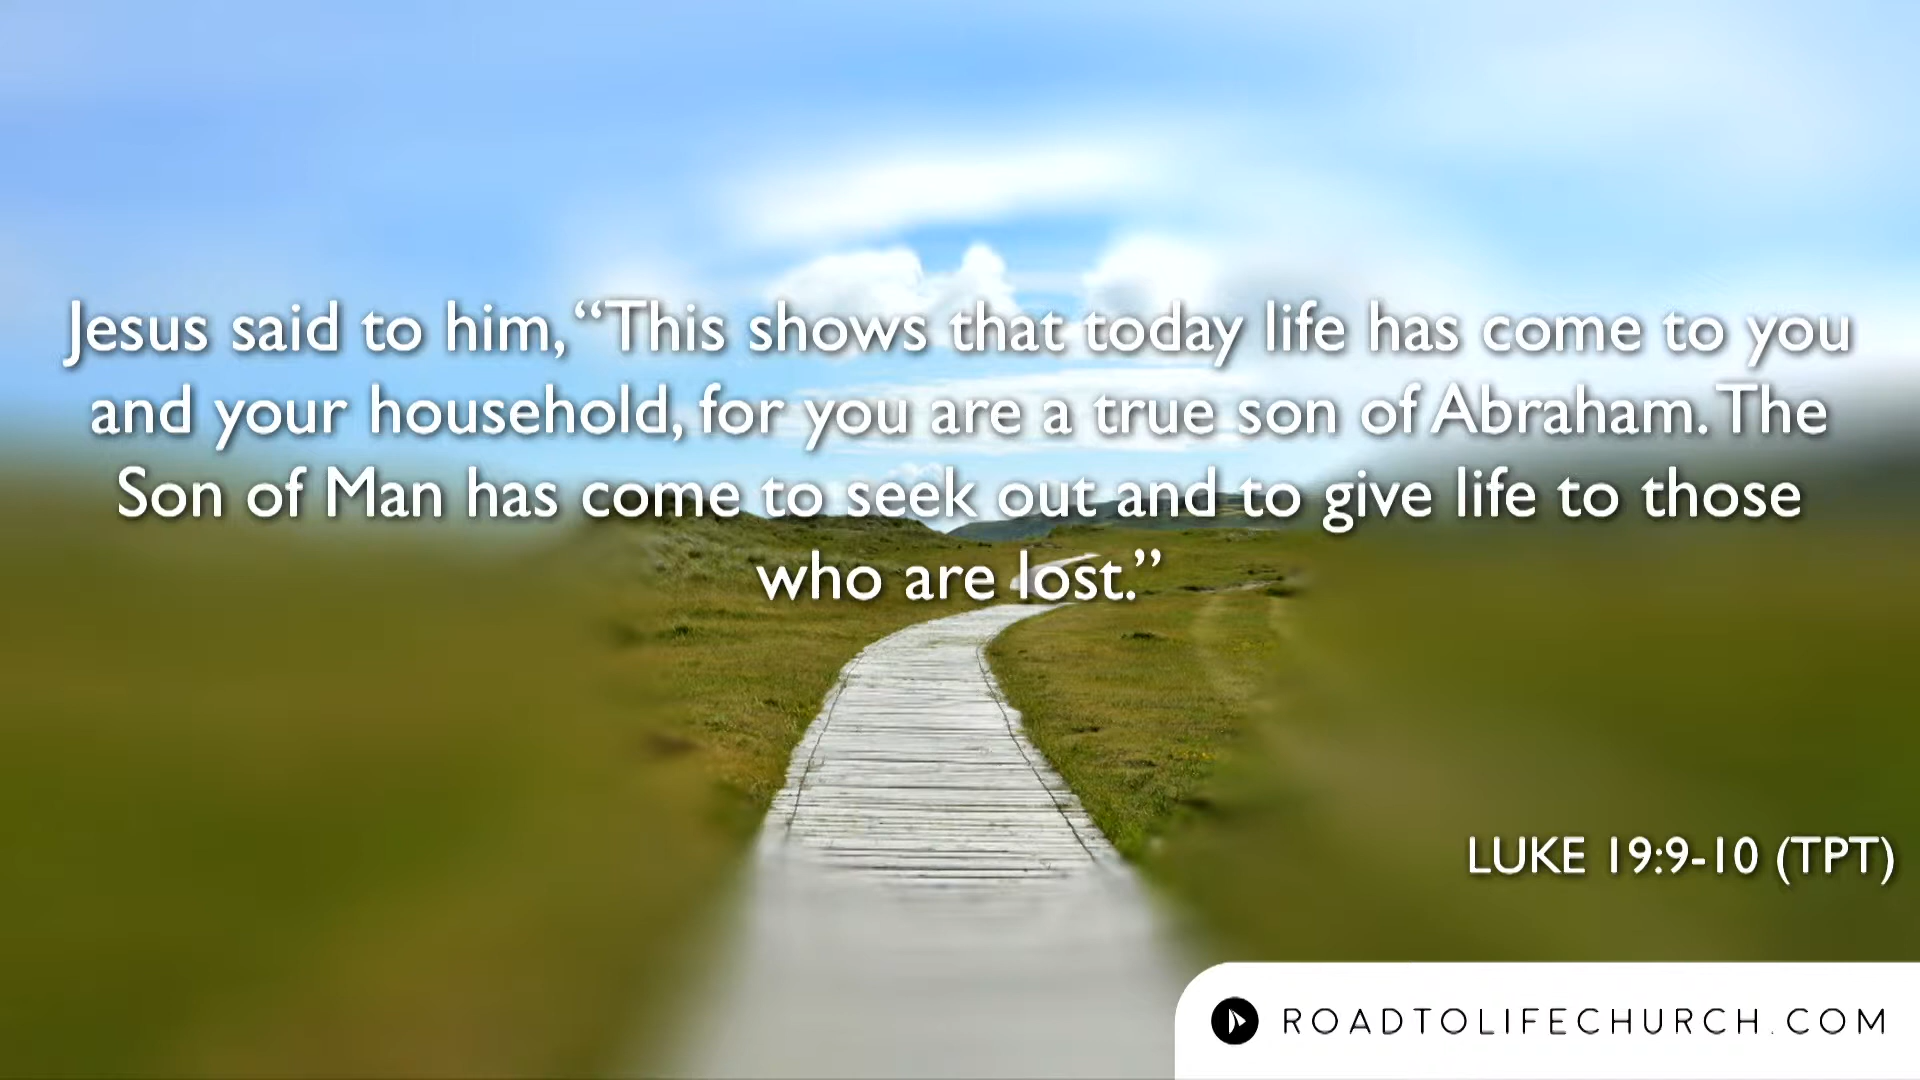 Jesus said to him, “This shows that today life has come to you
and your household, for you are a true son of Abraham. The
Son of Man has come to seek out and to give life to those
who are lost.”
LUKE 19:9-10 (TPT)
ROADTOLIFECHURCH.COM